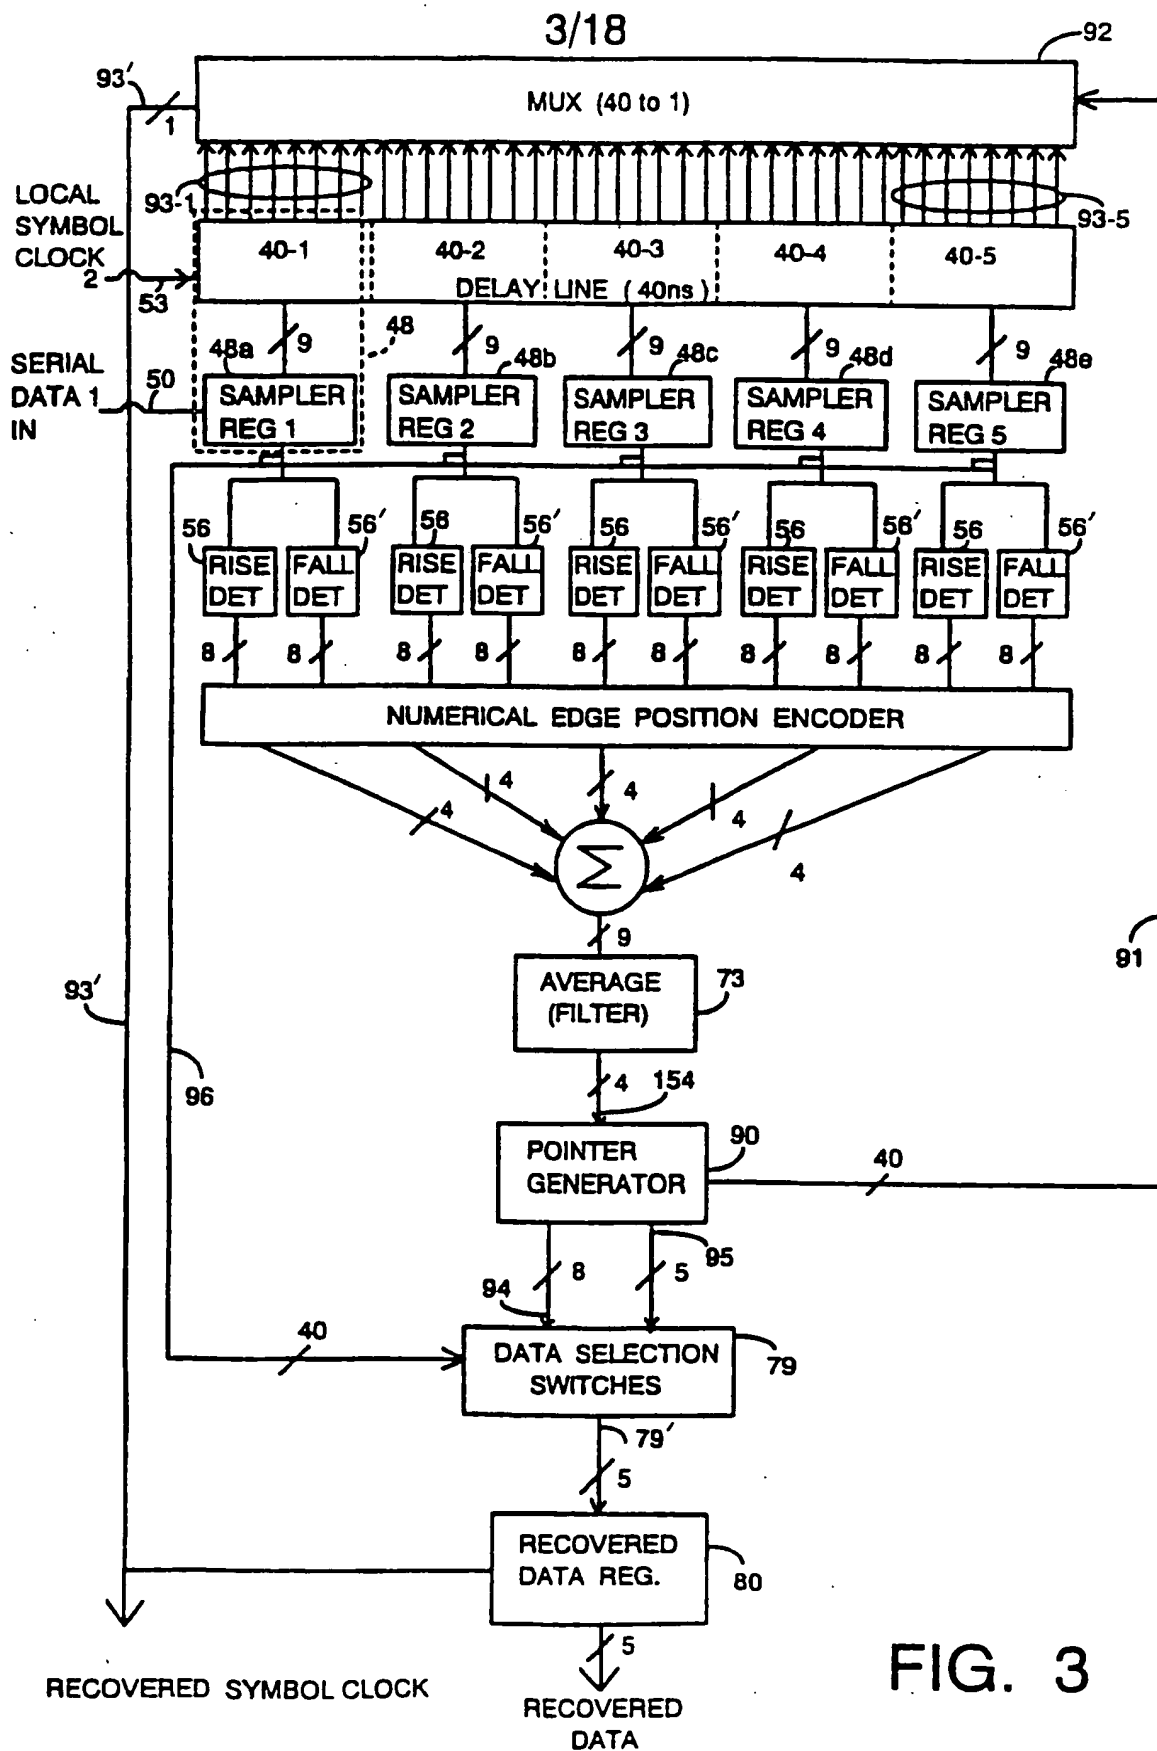 3/18
92
93′
1
MUX (40 to 1)
93-1
93-5
LOCAL
SYMBOL
CLOCK
2
53
40-1
40-2
40-3
40-4
40-5
DELAY LINE (40ns)
48
9
9
9
9
9
48a
48b
48c
48d
48e
SERIAL
DATA 1
IN
50
SAMPLER
REG 1
SAMPLER
REG 2
SAMPLER
REG 3
SAMPLER
REG 4
SAMPLER
REG 5
56
56′
56
56′
56
56′
56
56′
56
56′
RISE
DET
FALL
DET
RISE
DET
FALL
DET
RISE
DET
FALL
DET
RISE
DET
FALL
DET
RISE
DET
FALL
DET
8
8
8
8
8
8
8
8
8
8
NUMERICAL EDGE POSITION ENCODER
4
4
4
4
4
Σ
9
91
AVERAGE
(FILTER)
73
93′
96
4
154
POINTER
GENERATOR
90
40
95
8
5
94
40
DATA SELECTION
SWITCHES
79
79′
5
RECOVERED
DATA REG.
80
5
RECOVERED SYMBOL CLOCK
RECOVERED
DATA
FIG. 3